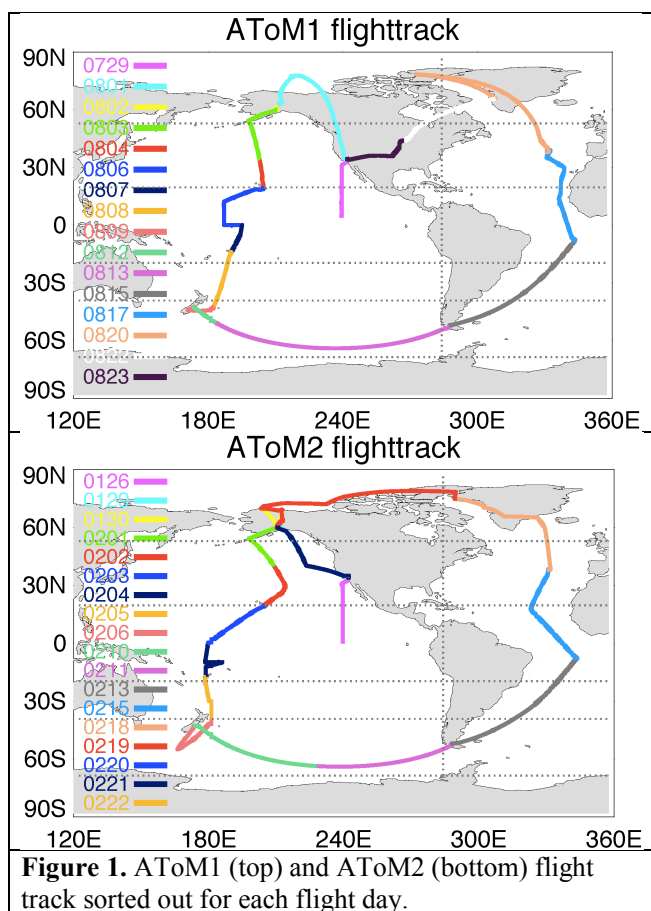 AToM1 flighttrack
90N
60N
30N
0
30S
60S
90S
0729
0801
0802
0803
0804
0806
0807
0808
0809
0812
0813
0815
0817
0820
0822
0823
120E
180E
240E
300E
360E
AToM2 flighttrack
90N
60N
30N
0
30S
60S
90S
0126
0129
0130
0201
0202
0203
0204
0205
0206
0210
0211
0213
0215
0218
0219
0220
0221
0222
120E
180E
240E
300E
360E
Figure 1. AToM1 (top) and AToM2 (bottom) flight
track sorted out for each flight day.